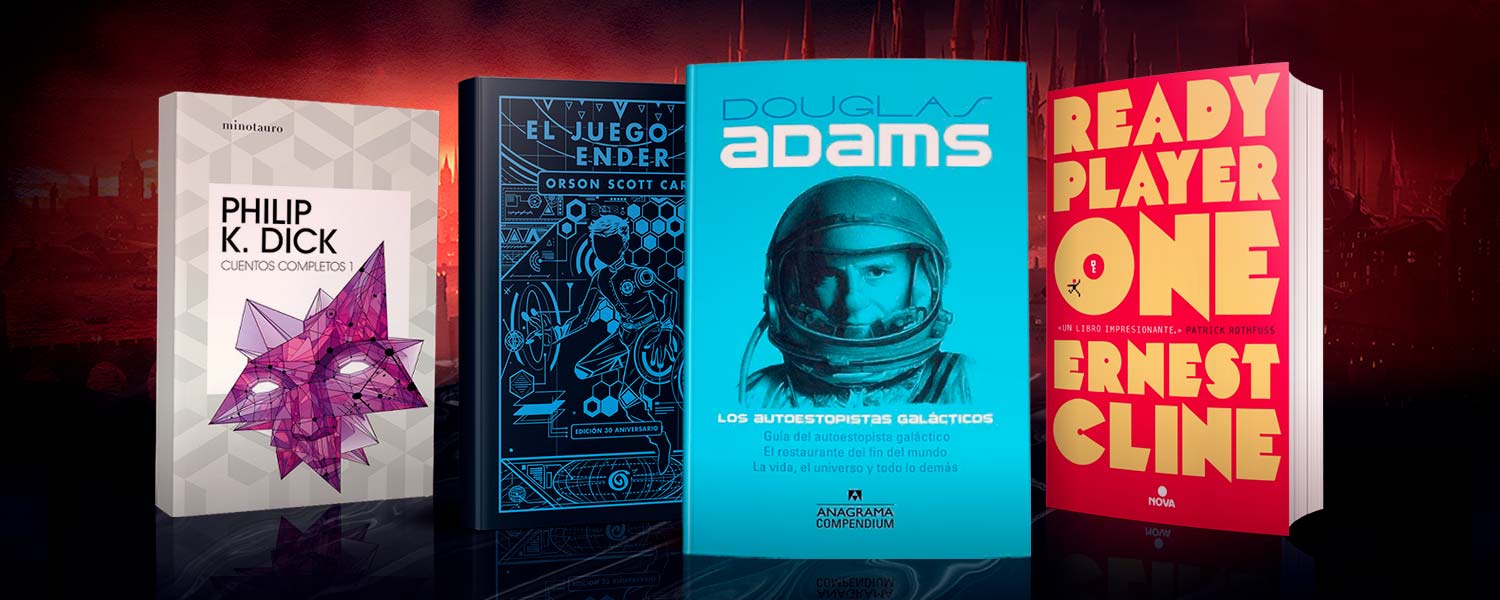 minotauro
PHILIP
K. DICK
CUENTOS COMPLETOS 1
EL JUEGO
ENDER
ORSON SCOTT CAR
EDICIÓN 30 ANIVERSARIO
DOUGLAS
ADAMS
LOS AUTOESTOPISTAS GALÁCTICOS
Guía del autoestopista galáctico
El restaurante del fin del mundo
La vida, el universo y todo lo demás
ANAGRAMA
COMPENDIUM
READY
PLAYER
ONE
«UN LIBRO IMPRESIONANTE.» PATRICK ROTHFUSS
ERNEST
CLINE
NOVA